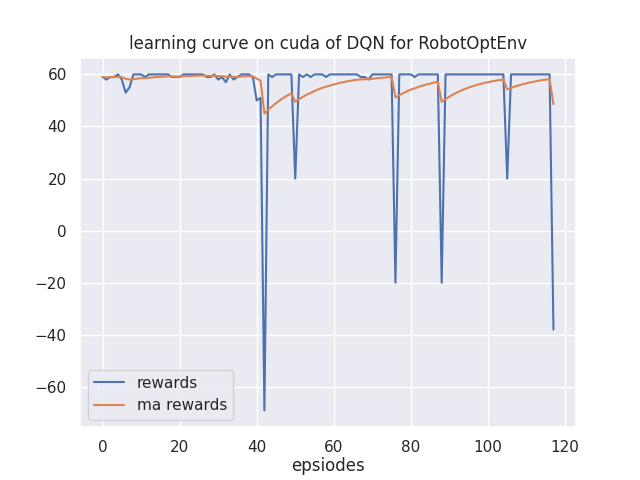 learning curve on cuda of DQN for RobotOptEnv
60
40
20
0
−20
−40
−60
rewards
ma rewards
0 20 40 60 80 100 120
epsiodes